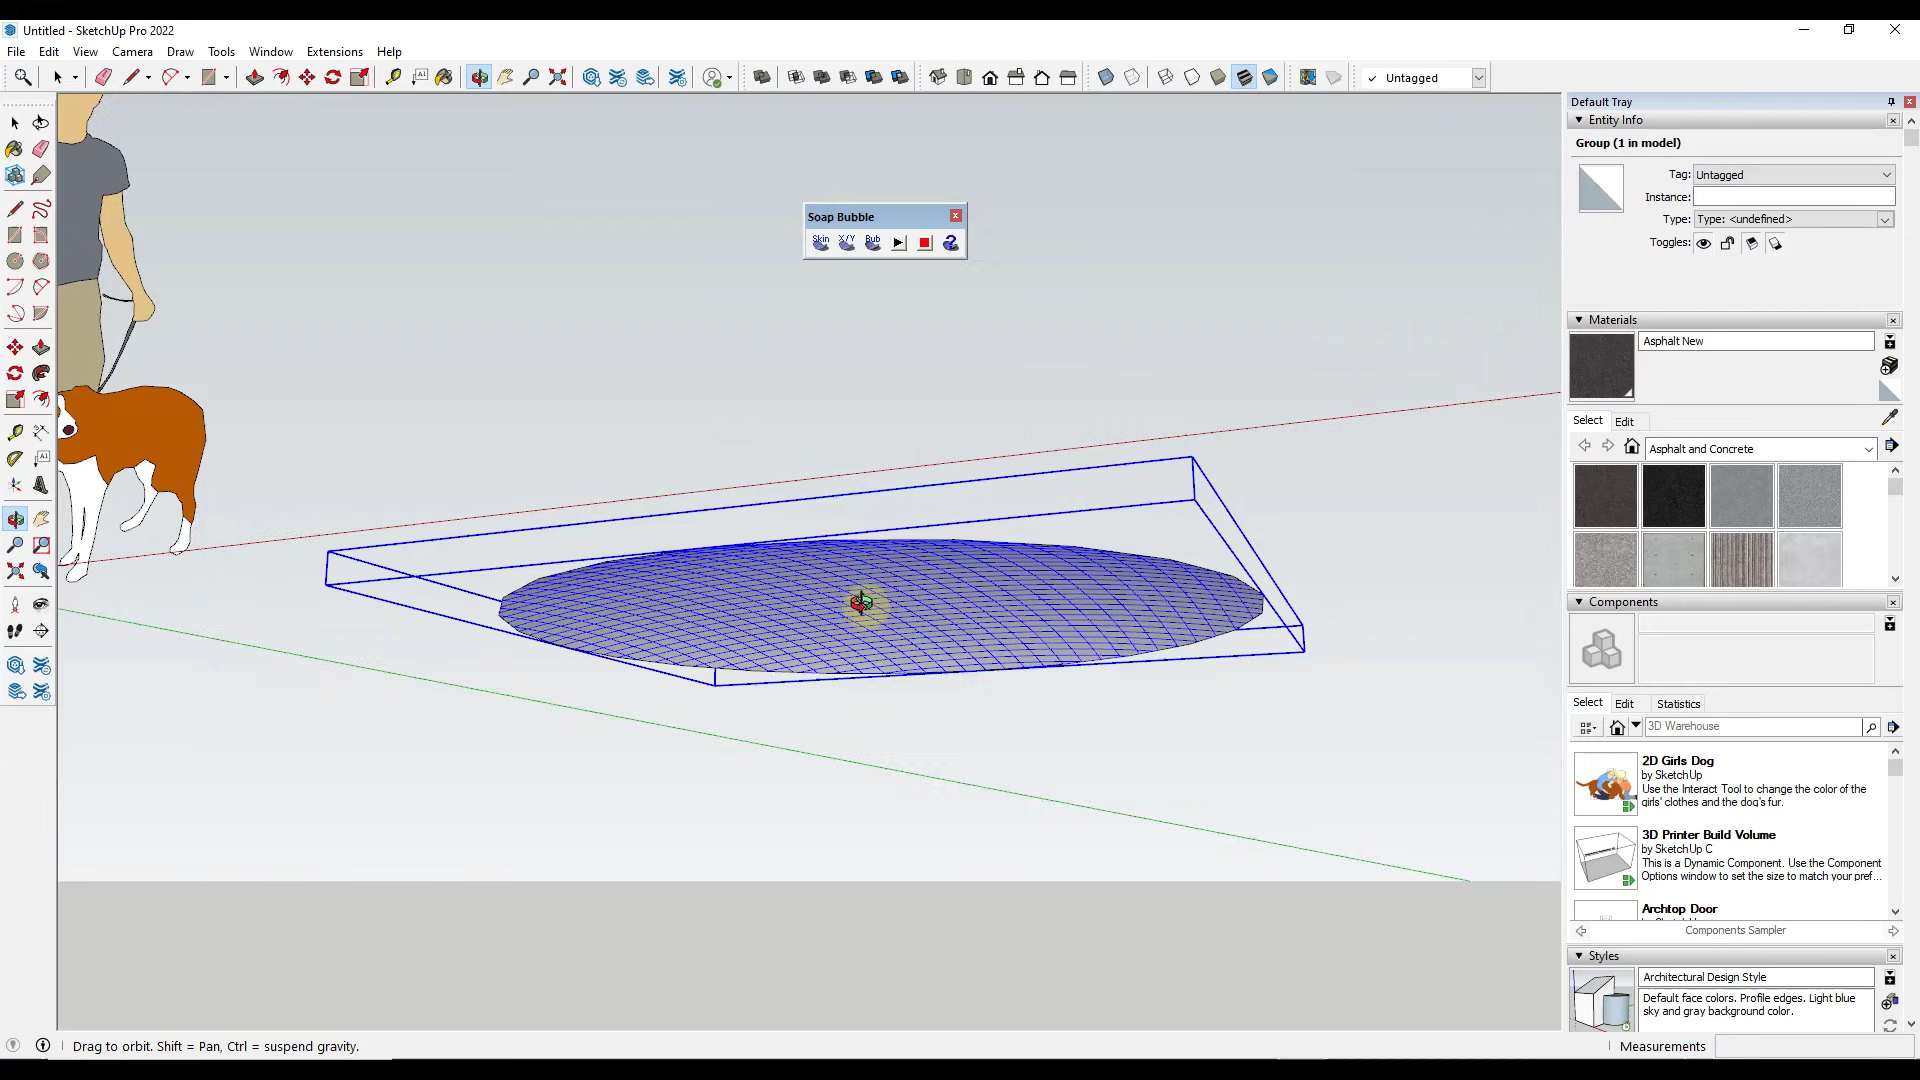 Untitled - SketchUp Pro 2022
File Edit View Camera Draw Tools Window Extensions Help
A1
Untagged
Default Tray
Entity Info
Group (1 in model)
Tag: Untagged
Instance:
Type: Type: <undefined>
Toggles:
Soap Bubble
Skin X/Y Bub ?
Materials
Asphalt New
Select Edit
Asphalt and Concrete
A1
Components
Select Edit Statistics
3D Warehouse
2D Girls Dog
by SketchUp
Use the Interact Tool to change the color of the
girls' clothes and the dog's fur.
3D Printer Build Volume
by SketchUp C
This is a Dynamic Component. Use the Component
Options window to set the size to match your pref...
Archtop Door
Components Sampler
Styles
Architectural Design Style
Default face colors. Profile edges. Light blue
sky and gray background color.
Drag to orbit. Shift = Pan, Ctrl = suspend gravity.
Measurements